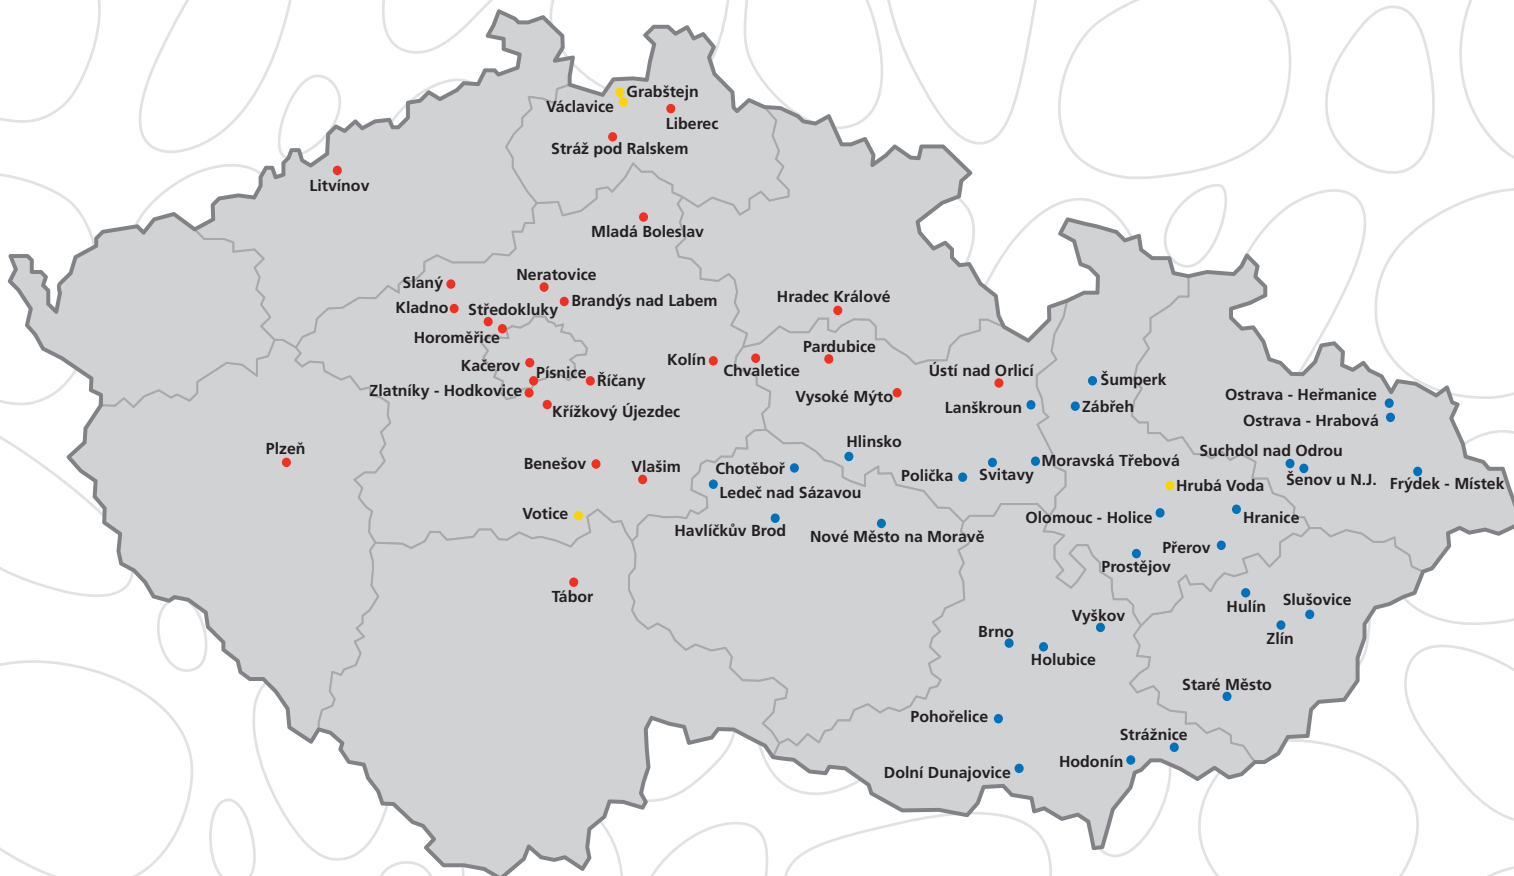 Grabštejn
Václavice
Liberec
Stráž pod Ralskem
Litvínov
Mladá Boleslav
Neratovice
Slaný
Brandýs nad Labem
Kladno
Středokluky
Horoměřice
Hradec Králové
Kačerov
Písnice
Říčany
Zlatníky - Hodkovice
Křížkový Újezdec
Kolín
Chvaletice
Pardubice
Vysoké Mýto
Ústí nad Orlicí
Lanškroun
Šumperk
Zábřeh
Ostrava - Heřmanice
Ostrava - Hrabová
Plzeň
Benešov
Vlašim
Votice
Tábor
Hlinsko
Chotěboř
Ledeč nad Sázavou
Havlíčkův Brod
Nové Město na Moravě
Polička
Svitavy
Moravská Třebová
Suchdol nad Odrou
Šenov u N.J.
Frýdek - Místek
Hrubá Voda
Olomouc - Holice
Hranice
Přerov
Prostějov
Hulín
Slušovice
Zlín
Vyškov
Brno
Holubice
Staré Město
Pohořelice
Strážnice
Hodonín
Dolní Dunajovice